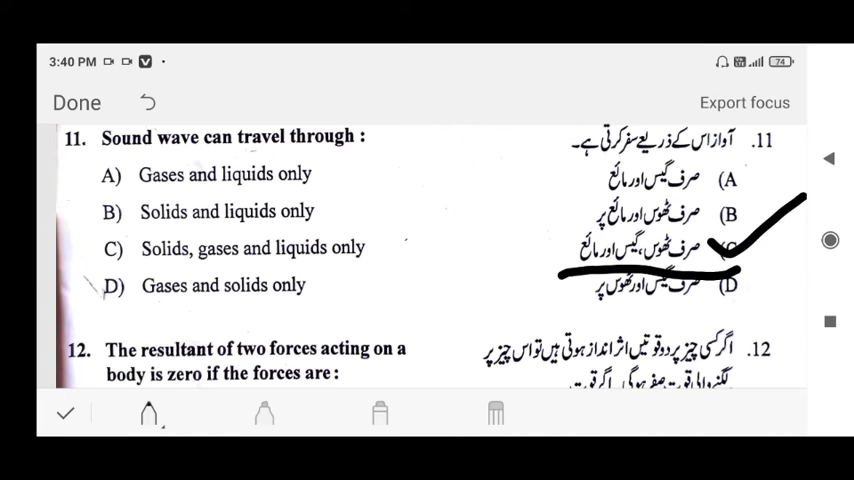 3:40 PM
74
Done
Export focus
11. Sound wave can travel through :
A) Gases and liquids only
B) Solids and liquids only
C) Solids, gases and liquids only
D) Gases and solids only
12. The resultant of two forces acting on a
body is zero if the forces are:
.11 آواز اس کے ذریعے سفر کرتی ہے۔
(A صرف گیس اور مائع
(B صرف ٹھوس اور مائع پر
صرف ٹھوس، گیس اور مائع
(D صرف گیس اور ٹھوس پر
.12 اگر کسی چیز پر دو قوتیں اثر انداز ہوتی ہیں تو اس چیز پر